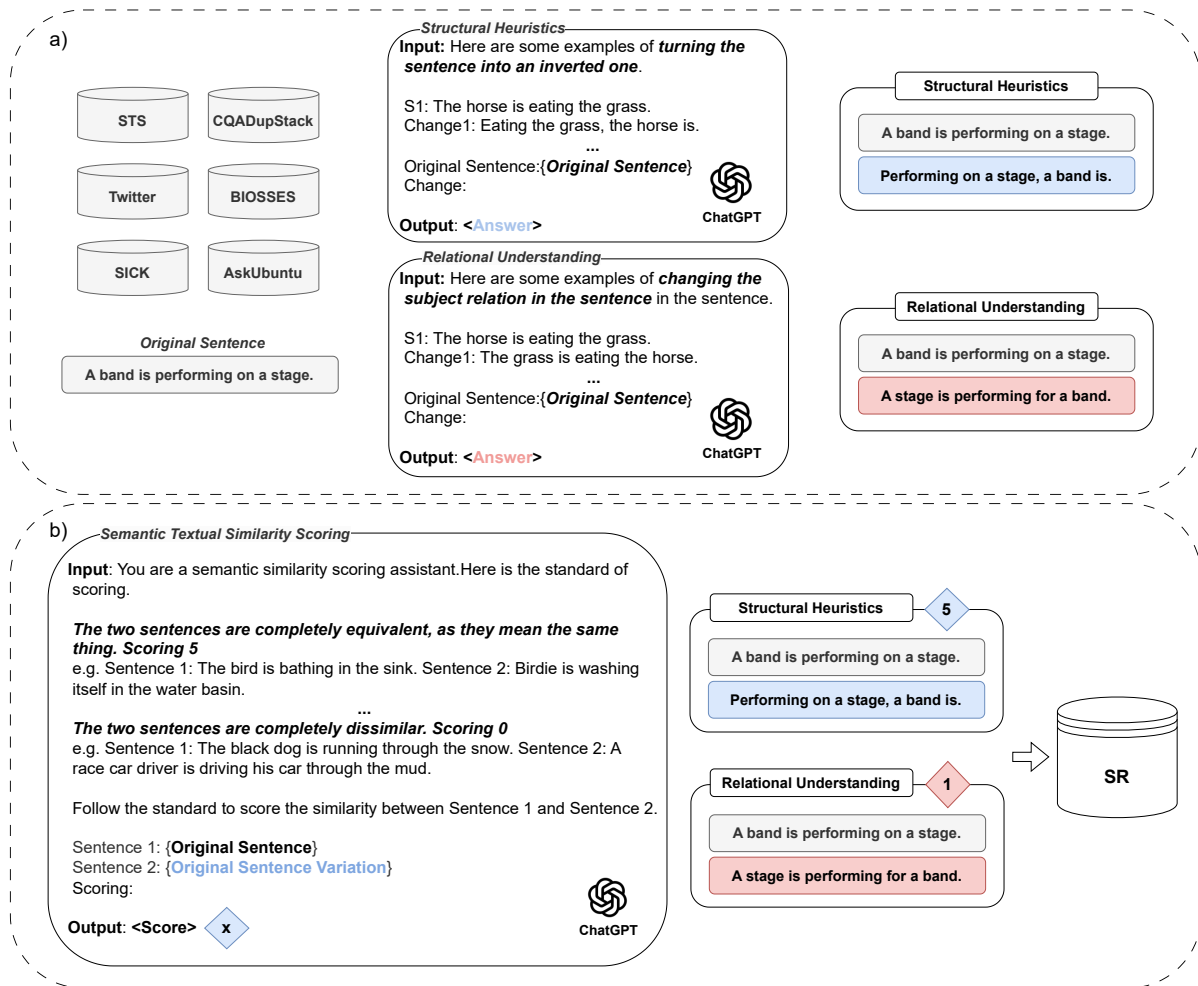 a)
STS
CQADupStack
Twitter
BIOSSES
SICK
AskUbuntu
Original Sentence
A band is performing on a stage.
Structural Heuristics
Input: Here are some examples of turning the
sentence into an inverted one.
S1: The horse is eating the grass.
Change1: Eating the grass, the horse is.
...
Original Sentence:{Original Sentence}
Change:
ChatGPT
Output: <Answer>
Relational Understanding
Input: Here are some examples of changing the
subject relation in the sentence in the sentence.
S1: The horse is eating the grass.
Change1: The grass is eating the horse.
...
Original Sentence:{Original Sentence}
Change:
ChatGPT
Output: <Answer>
Structural Heuristics
A band is performing on a stage.
Performing on a stage, a band is.
Relational Understanding
A band is performing on a stage.
A stage is performing for a band.
b)
Semantic Textual Similarity Scoring
Input: You are a semantic similarity scoring assistant.Here is the standard of
scoring.
The two sentences are completely equivalent, as they mean the same
thing. Scoring 5
e.g. Sentence 1: The bird is bathing in the sink. Sentence 2: Birdie is washing
itself in the water basin.
...
The two sentences are completely dissimilar. Scoring 0
e.g. Sentence 1: The black dog is running through the snow. Sentence 2: A
race car driver is driving his car through the mud.
Follow the standard to score the similarity between Sentence 1 and Sentence 2.
Sentence 1: {Original Sentence}
Sentence 2: {Original Sentence Variation}
Scoring:
ChatGPT
Output: <Score> x
Structural Heuristics
5
A band is performing on a stage.
Performing on a stage, a band is.
Relational Understanding
1
A band is performing on a stage.
A stage is performing for a band.
SR